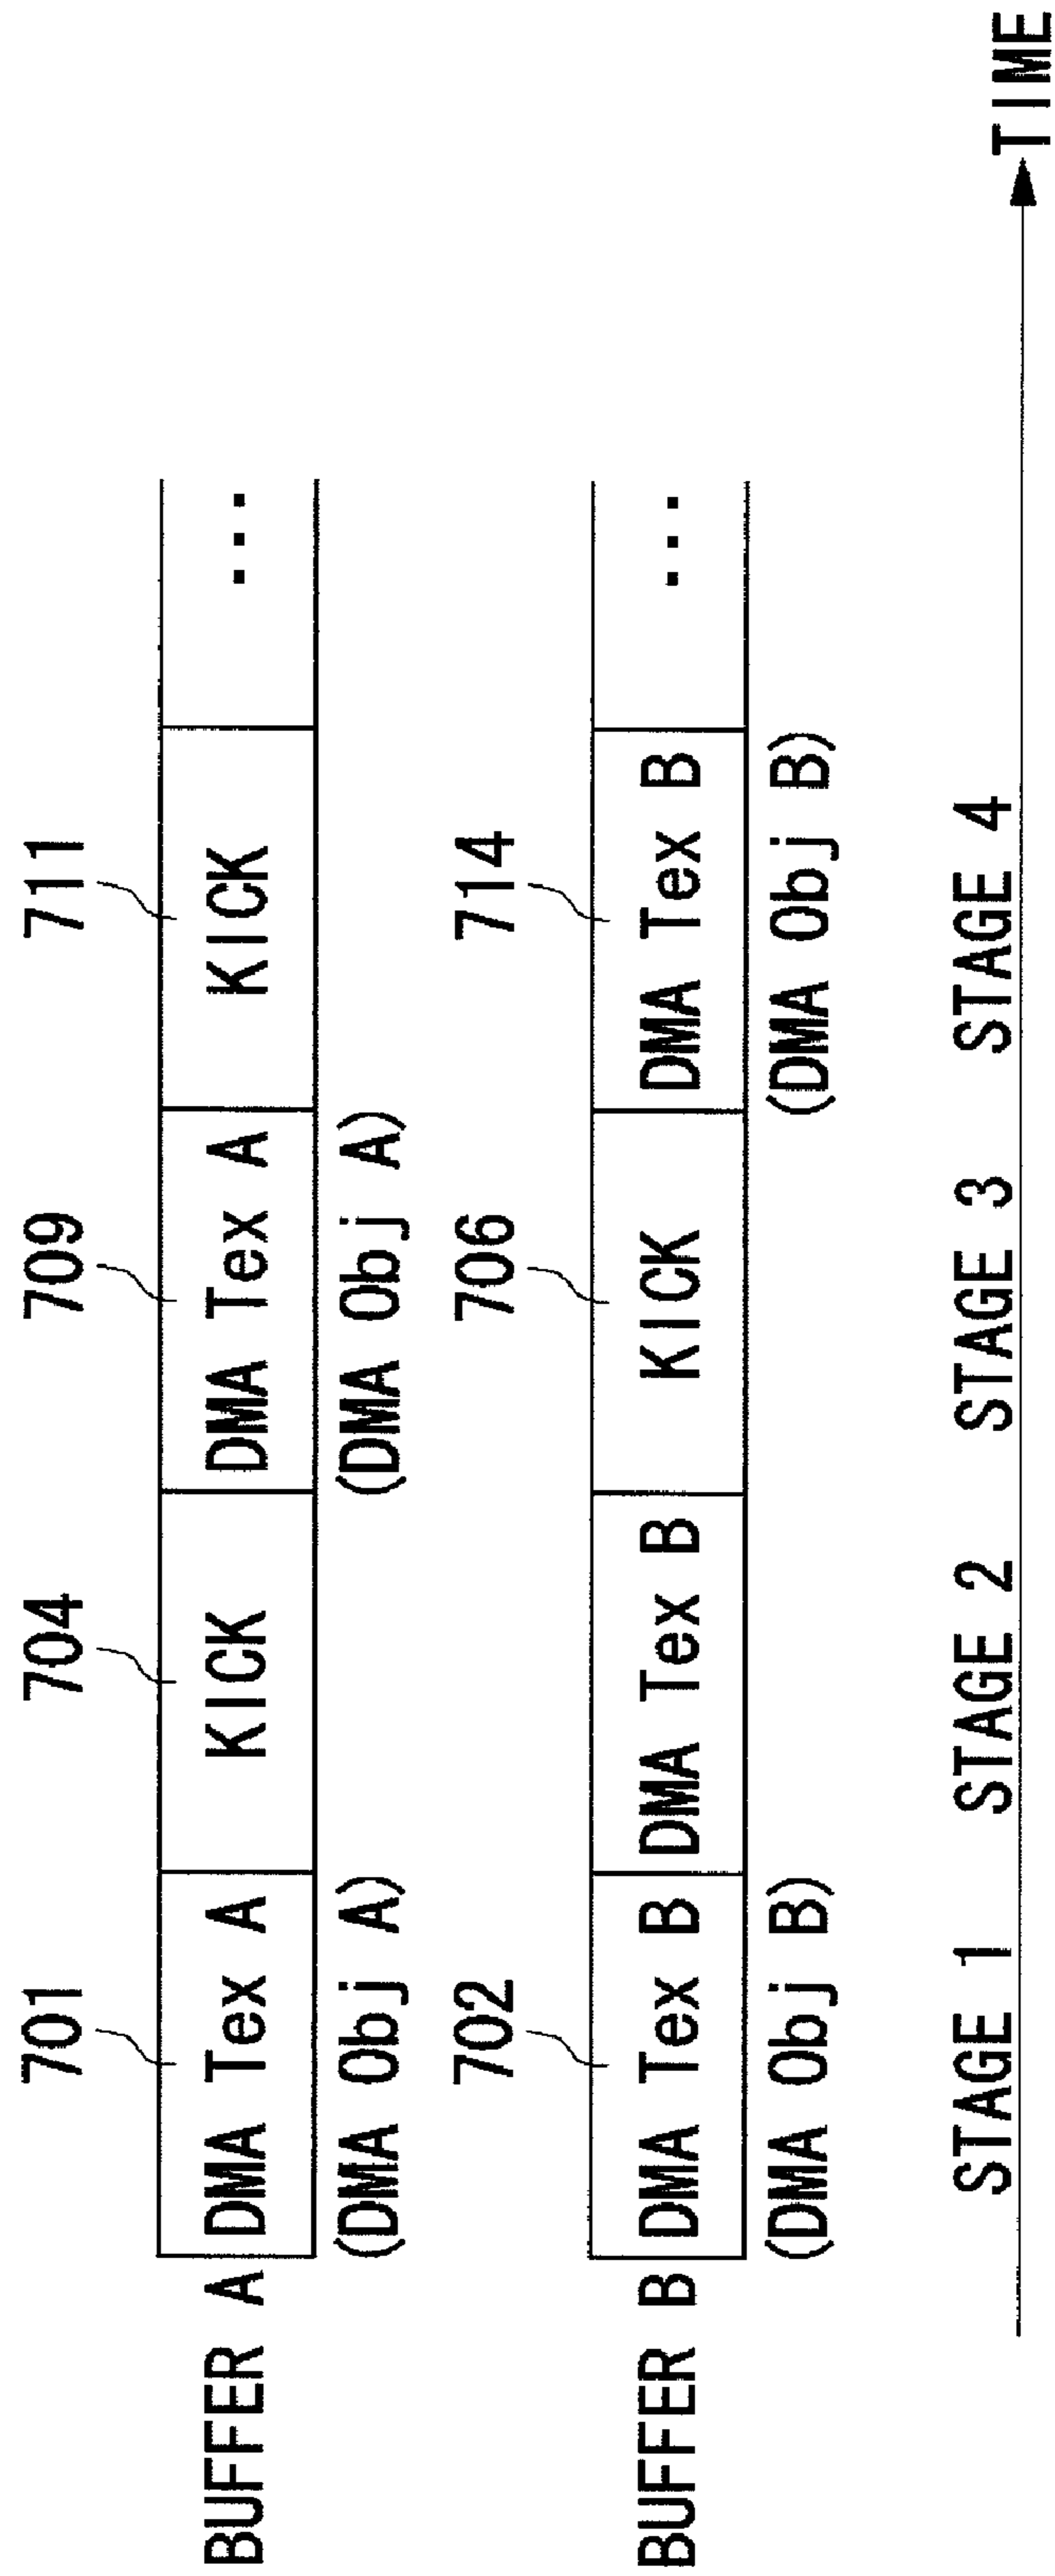 701 704 709 711
BUFFER A DMA Tex A KICK DMA Tex A KICK ...
(DMA Obj A) (DMA Obj A)
702 706 714
BUFFER B DMA Tex B DMA Tex B KICK DMA Tex B ...
(DMA Obj B) (DMA Obj B)
STAGE 1 STAGE 2 STAGE 3 STAGE 4
TIME